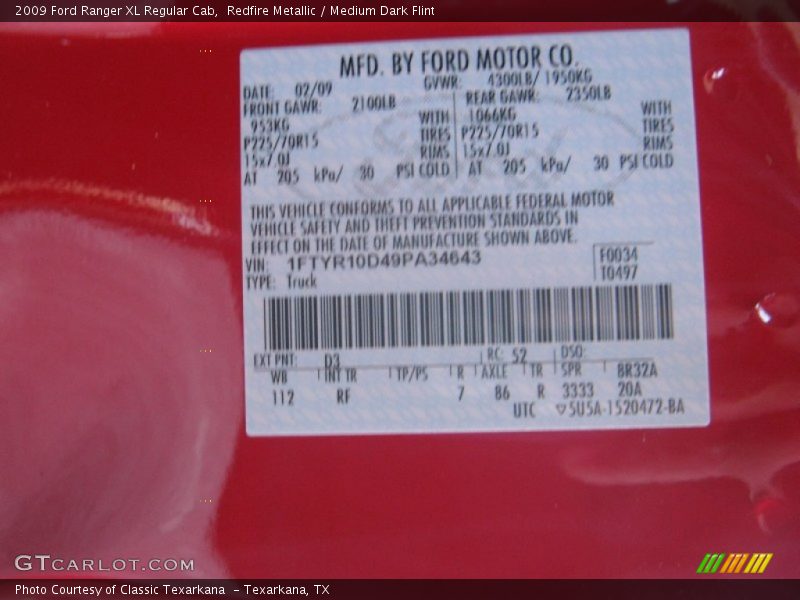 2009 Ford Ranger XL Regular Cab,  Redfire Metallic / Medium Dark Flint
MFD. BY FORD MOTOR CO.
DATE: 02/09 GVWR: 4300LB/ 1950KG
FRONT GAWR: 2100LB REAR GAWR: 2350LB
953KG WITH 1066KG WITH
P225/70R15 TIRES P225/70R15 TIRES
15x7.0J RIMS 15x7.0J RIMS
AT 205 kPa/ 30 PSI COLD AT 205 kPa/ 30 PSI COLD
THIS VEHICLE CONFORMS TO ALL APPLICABLE FEDERAL MOTOR
VEHICLE SAFETY AND THEFT PREVENTION STANDARDS IN
EFFECT ON THE DATE OF MANUFACTURE SHOWN ABOVE.
VIN: 1FTYR10D49PA34643 F0034
TYPE: Truck T0497
EXT PNT: D3 RC: 52 DSO:
WB INT TR TP/PS R AXLE TR SPR BR32A
112 RF 7 86 R 3333 20A
UTC ▽5U5A-1520472-BA
GTCARLOT.COM
Photo Courtesy of Classic Texarkana - Texarkana, TX